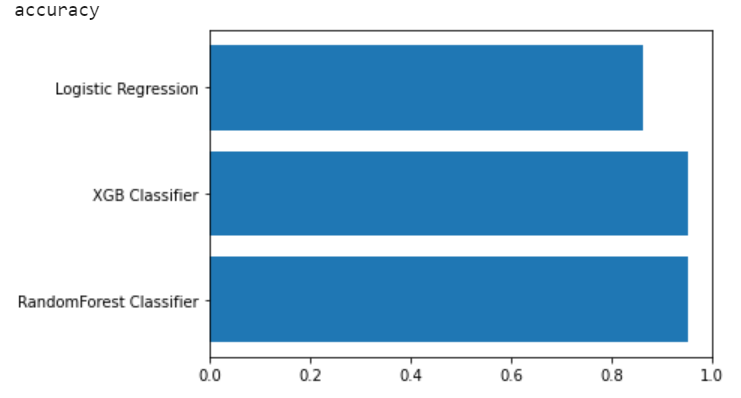 accuracy
Logistic Regression
XGB Classifier
RandomForest Classifier
0.0 0.2 0.4 0.6 0.8 1.0